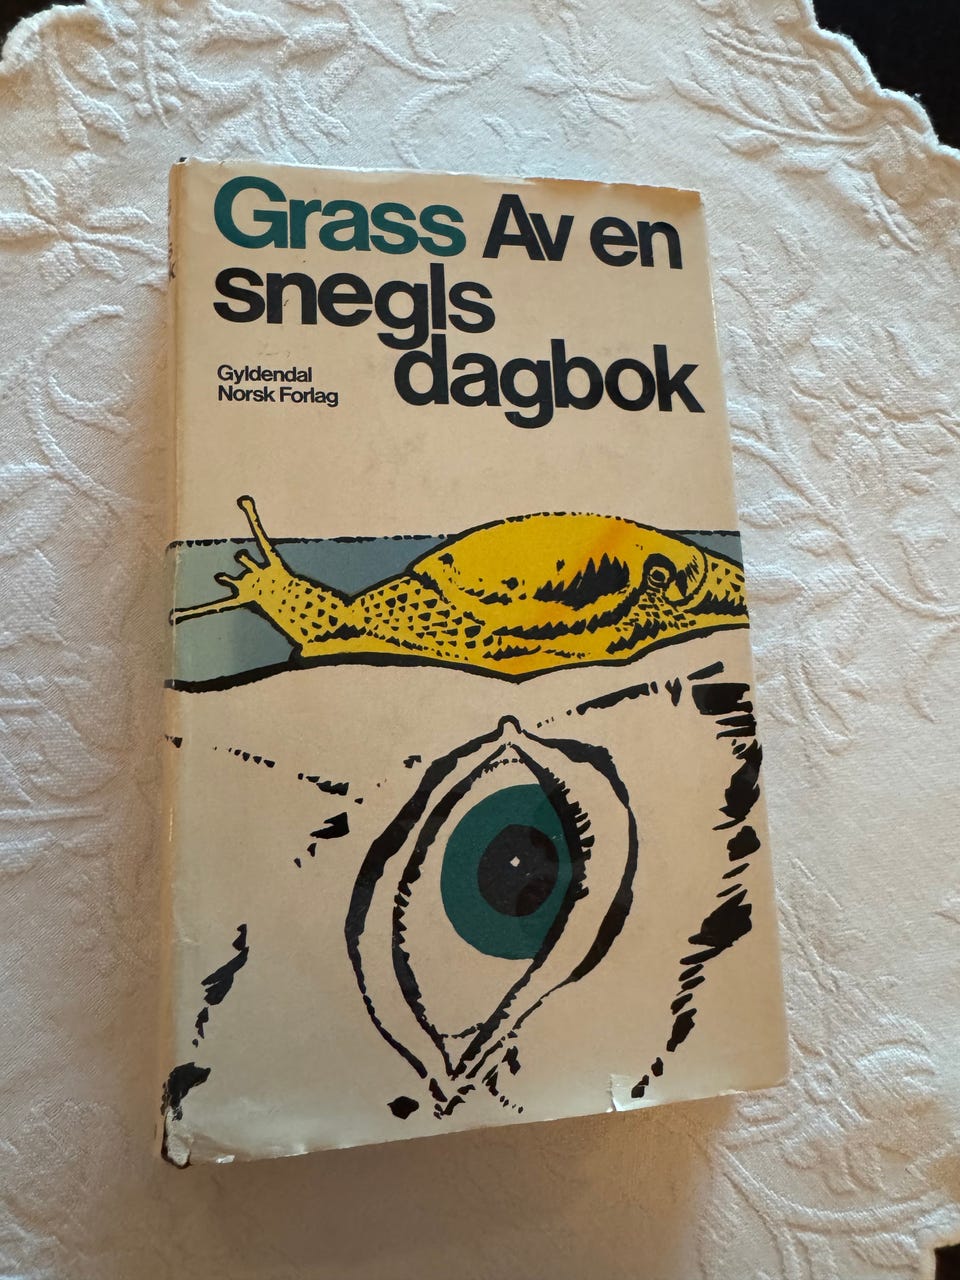 Grass Av en
snegls
dagbok
Gyldendal
Norsk Forlag